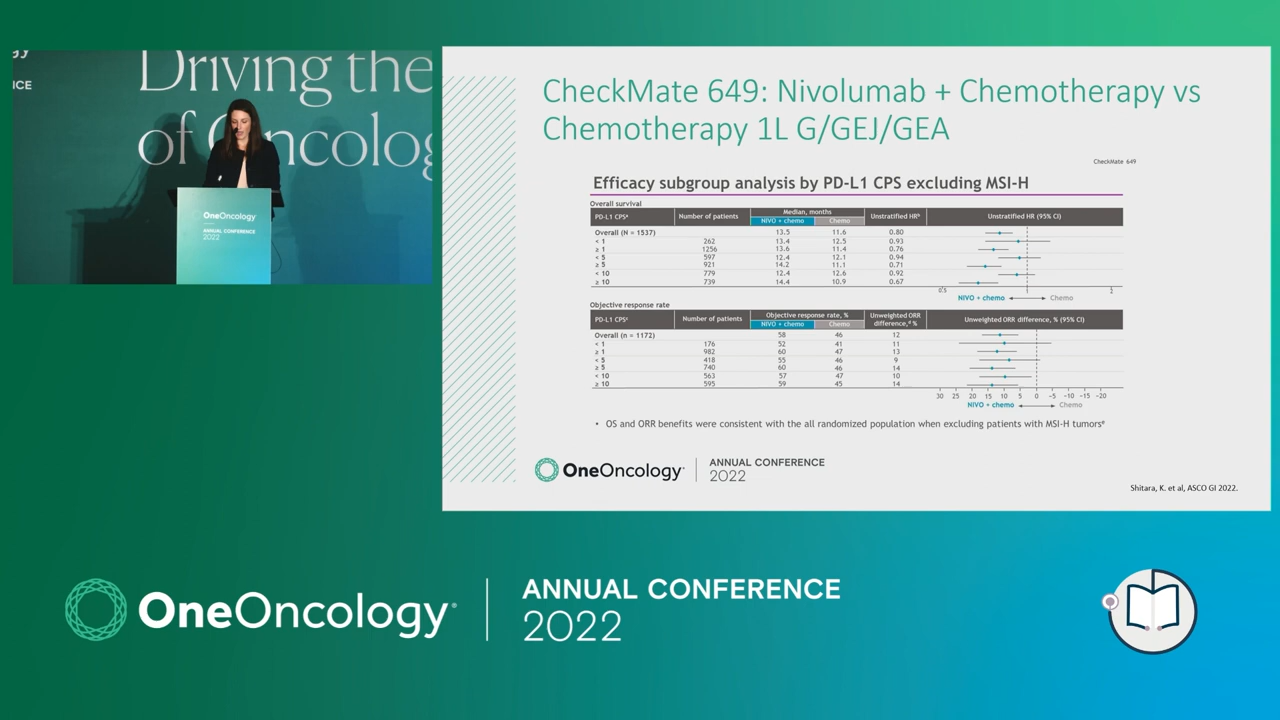 gy
ICE
Driving the
of Oncolog
OneOncology
ANNUAL CONFERENCE
2022
CheckMate 649: Nivolumab + Chemotherapy vs
Chemotherapy 1L G/GEJ/GEA
CheckMate 649
Efficacy subgroup analysis by PD-L1 CPS excluding MSI-H
Overall survival
PD-L1 CPSᵃ Number of patients Median, months Unstratified HRᵇ Unstratified HR (95% CI)
NIVO + chemo Chemo
Overall (N = 1537) 13.5 11.6 0.80
< 1 262 13.4 12.5 0.93
≥ 1 1256 13.6 11.4 0.76
< 5 597 12.4 12.1 0.94
≥ 5 921 14.2 11.1 0.71
< 10 779 12.4 12.6 0.92
≥ 10 739 14.4 10.9 0.67
0.5 1 2
NIVO + chemo Chemo
Objective response rate
PD-L1 CPSᶜ Number of patients Objective response rate, % Unweighted ORR difference,ᵈ % Unweighted ORR difference, % (95% CI)
NIVO + chemo Chemo
Overall (n = 1172) 58 46 12
< 1 176 52 41 11
≥ 1 982 60 47 13
< 5 418 55 46 9
≥ 5 740 60 46 14
< 10 563 57 47 10
≥ 10 595 59 45 14
30 25 20 15 10 5 0 −5 −10 −15 −20
NIVO + chemo Chemo
• OS and ORR benefits were consistent with the all randomized population when excluding patients with MSI-H tumorsᵉ
OneOncology
ANNUAL CONFERENCE
2022
Shitara, K. et al, ASCO GI 2022.
OneOncology
ANNUAL CONFERENCE
2022